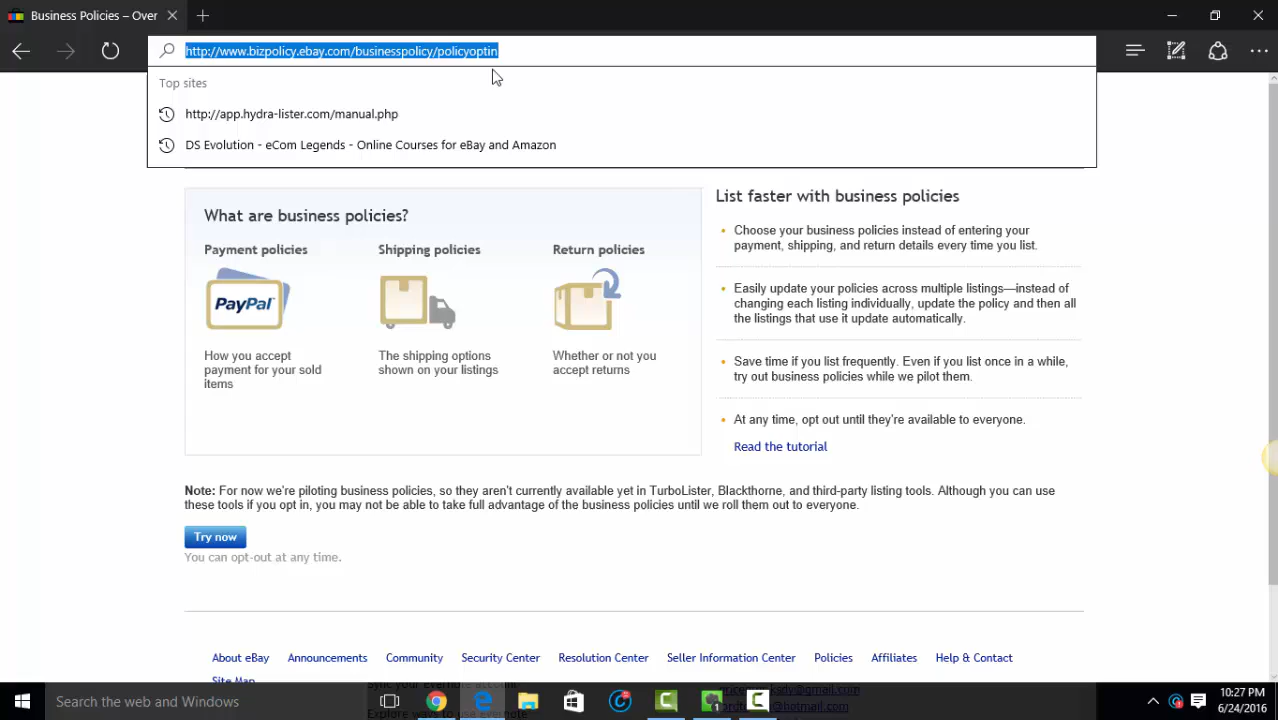 Business Policies - Over
http://www.bizpolicy.ebay.com/businesspolicy/policyoptin
Top sites
http://app.hydra-lister.com/manual.php
DS Evolution - eCom Legends - Online Courses for eBay and Amazon
What are business policies?
Payment policies
Shipping policies
Return policies
PayPal
How you accept
payment for your sold
items
The shipping options
shown on your listings
Whether or not you
accept returns
List faster with business policies
Choose your business policies instead of entering your
payment, shipping, and return details every time you list.
Easily update your policies across multiple listings—instead of
changing each listing individually, update the policy and then all
the listings that use it update automatically.
Save time if you list frequently. Even if you list once in a while,
try out business policies while we pilot them.
At any time, opt out until they're available to everyone.
Read the tutorial
Note: For now we're piloting business policies, so they aren't currently available yet in TurboLister, Blackthorne, and third-party listing tools. Although you can use
these tools if you opt in, you may not be able to take full advantage of the business policies until we roll them out to everyone.
Try now
You can opt-out at any time.
About eBay Announcements Community Security Center Resolution Center Seller Information Center Policies Affiliates Help & Contact
Site Map
Search the web and Windows
10:27 PM
6/24/2016